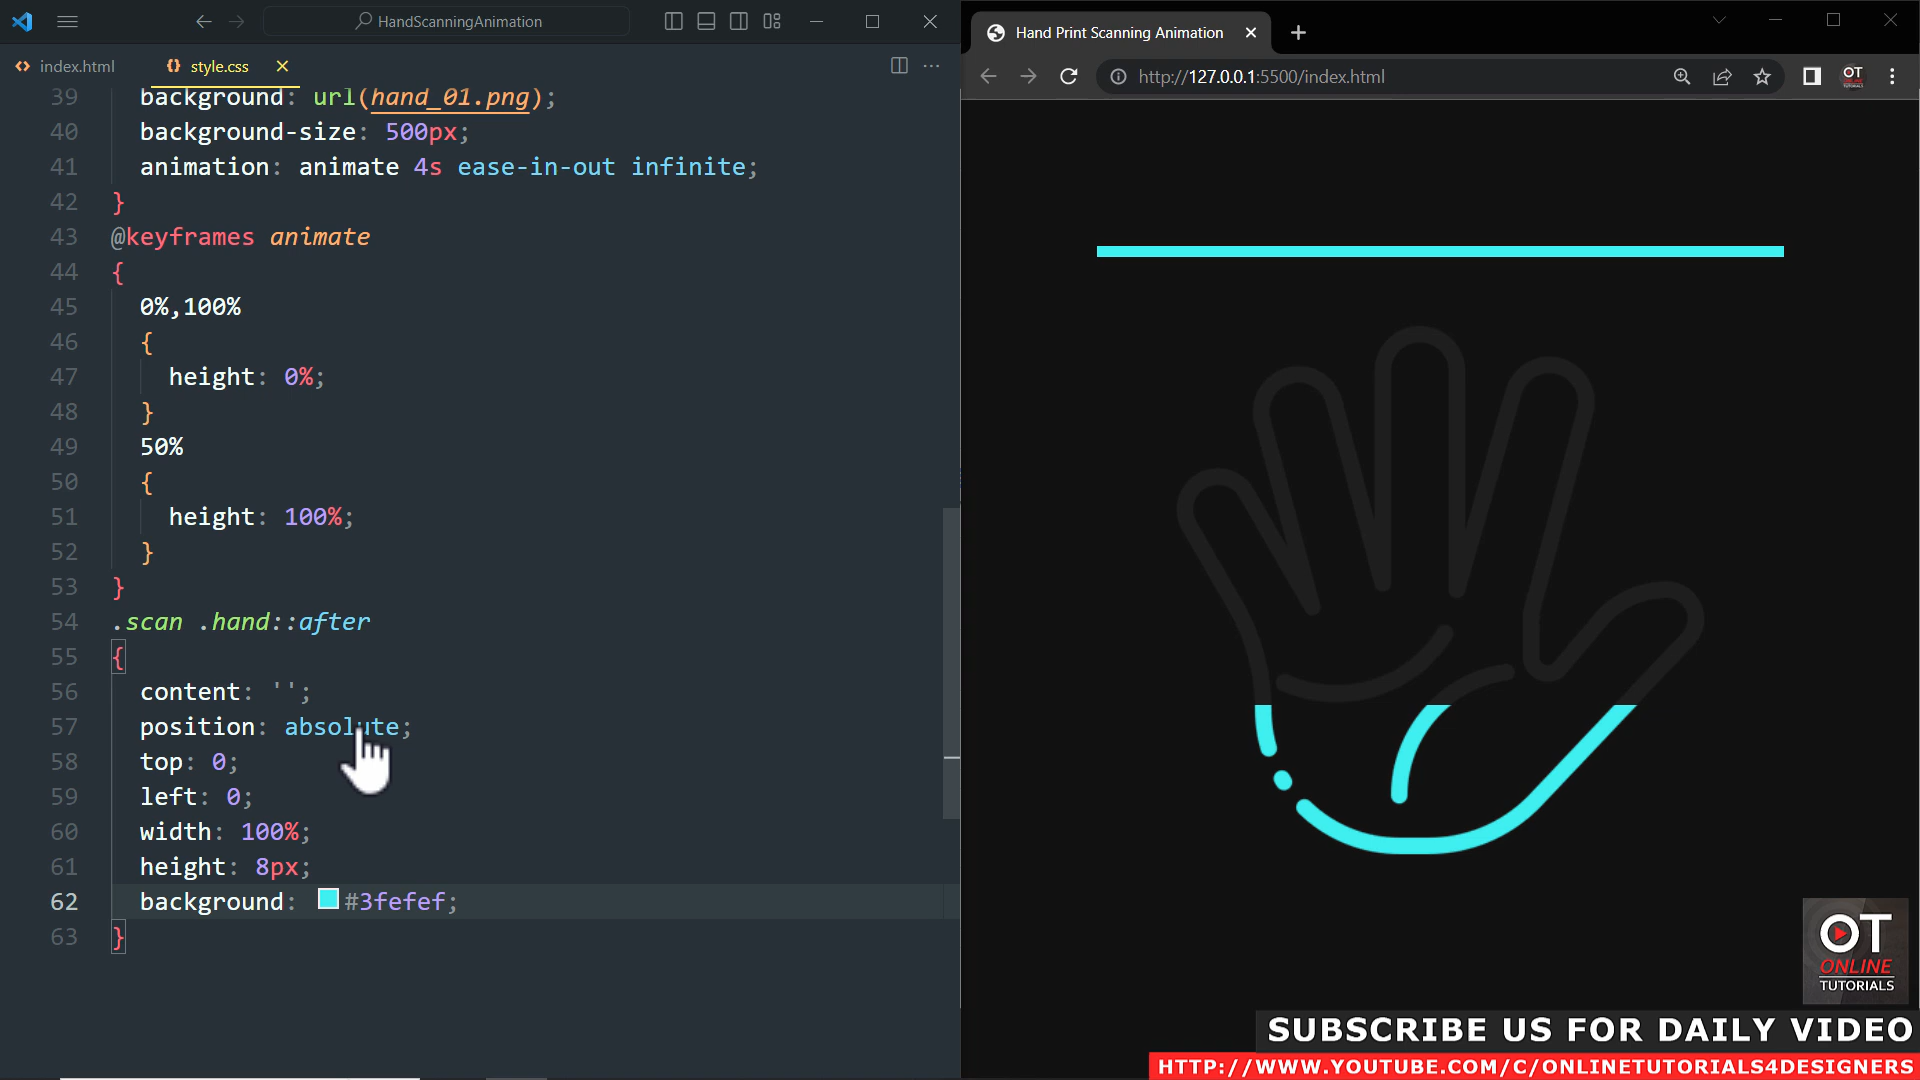 HandScanningAnimation
index.html
style.css
39 background: url(hand_01.png);
40 background-size: 500px;
41 animation: animate 4s ease-in-out infinite;
42 }
43 @keyframes animate
44 {
45 0%,100%
46 {
47 height: 0%;
48 }
49 50%
50 {
51 height: 100%;
52 }
53 }
54 .scan .hand::after
55 {
56 content: '';
57 position: absolute;
58 top: 0;
59 left: 0;
60 width: 100%;
61 height: 8px;
62 background: #3fefef;
63 }
Hand Print Scanning Animation
http://127.0.0.1:5500/index.html
OT
ONLINE
TUTORIALS
SUBSCRIBE US FOR DAILY VIDEO
HTTP://WWW.YOUTUBE.COM/C/ONLINETUTORIALS4DESIGNERS